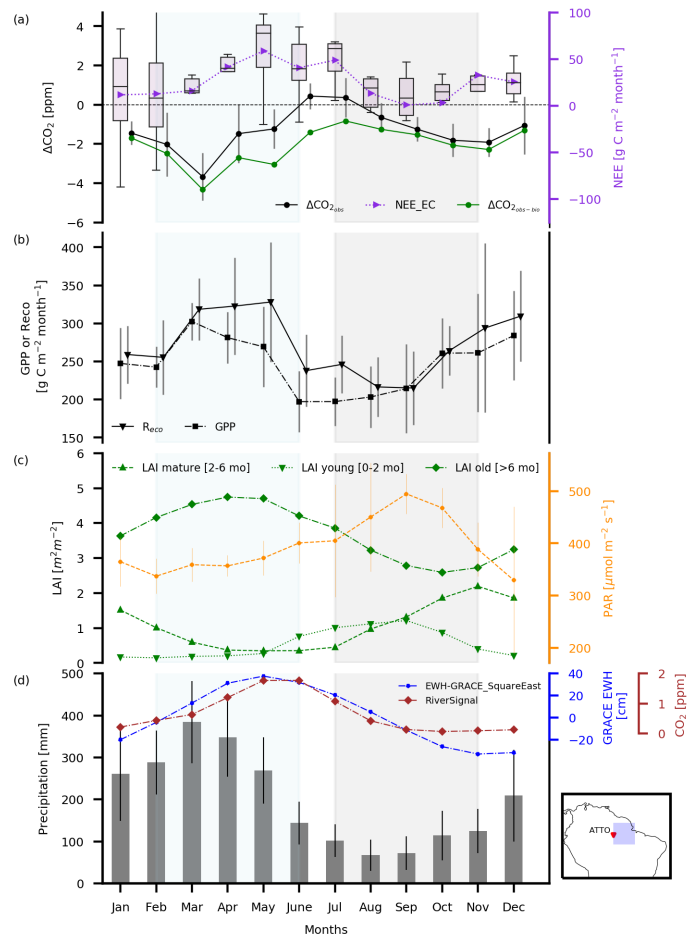 (a)
4
2
0
−2
−4
−6
ΔCO2 [ppm]
100
50
0
−50
−100
NEE [g C m−2 month−1]
ΔCO2obs
NEE_EC
ΔCO2obs−bio
(b)
400
350
300
250
200
150
GPP or Reco
[g C m−2 month−1]
Reco
GPP
(c)
6
5
4
3
2
1
0
LAI [m2m−2]
LAI mature [2-6 mo]
LAI young [0-2 mo]
LAI old [>6 mo]
500
400
300
200
PAR [μmol m−2 s−1]
(d)
500
400
300
200
100
0
Precipitation [mm]
EWH-GRACE_SquareEast
RiverSignal
40
20
0
−20
GRACE EWH
[cm]
2
1
0
CO2 [ppm]
ATTO
Jan Feb Mar Apr May June Jul Aug Sep Oct Nov Dec
Months